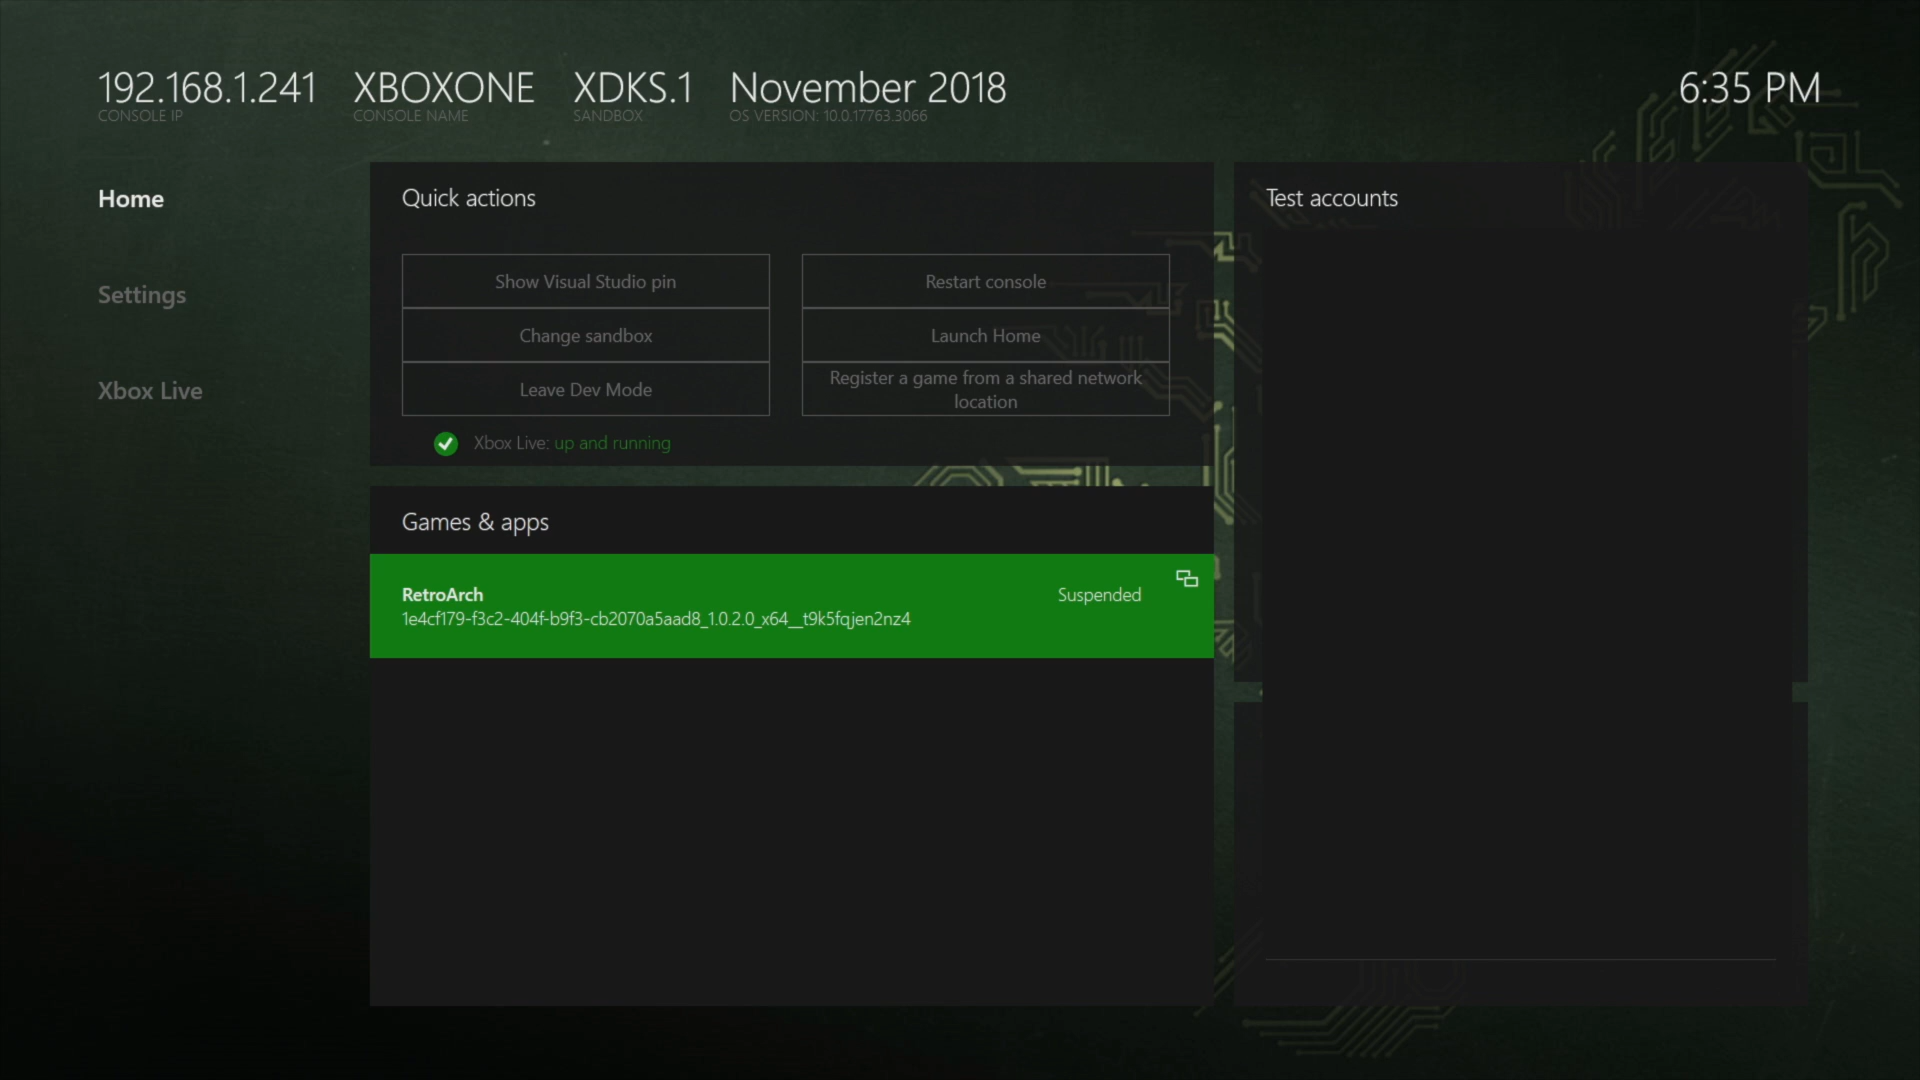 192.168.1.241 XBOXONE XDKS.1 November 2018 6:35 PM
CONSOLE IP CONSOLE NAME SANDBOX OS VERSION: 10.0.17763.3066
Home
Settings
Xbox Live
Quick actions
Show Visual Studio pin
Restart console
Change sandbox
Launch Home
Leave Dev Mode
Register a game from a shared network
location
Xbox Live: up and running
Games & apps
RetroArch
Suspended
1e4cf179-f3c2-404f-b9f3-cb2070a5aad8_1.0.2.0_x64__t9k5fqjen2nz4
Test accounts